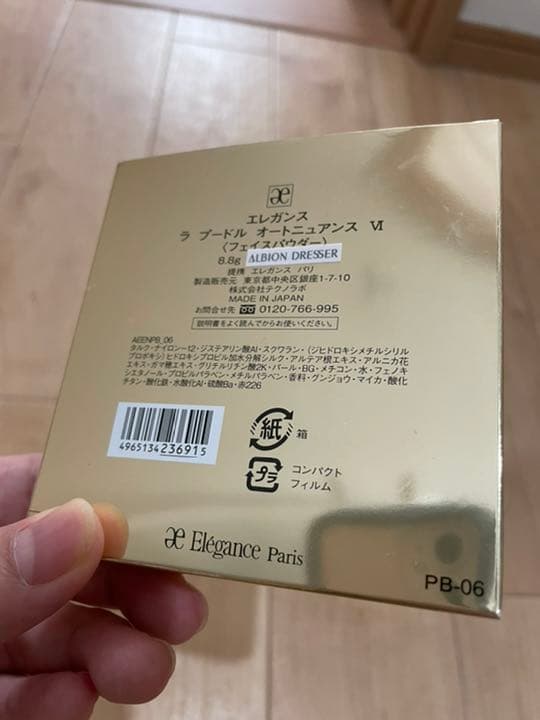 æ
エレガンス
ラ プードル オートニュアンス Ⅵ
〈フェイスパウダー〉
8.8g ALBION DRESSER
提携 エレガンス パリ
製造販売元 東京都中央区銀座1-7-10
株式会社テクノラボ
MADE IN JAPAN
お問合せ先 0120-766-995
説明書をよく読んでからお使いください。
AEENPB_06
タルク・ナイロン-12・ジステアリン酸Al・スクワラン・(ジヒドロキシメチルシリル
プロポキシ)ヒドロキシプロピル加水分解シルク・アルテア根エキス・アルニカ花
エキス・ガマ穂エキス・グリチルリチン酸2K・パール・BG・メチコン・水・フェノキ
シエタノール・プロピルパラベン・メチルパラベン・香料・グンジョウ・マイカ・酸化
チタン・酸化鉄・水酸化Al・硫酸Ba・赤226
4965134236915
紙 箱
プラ コンパクト
フィルム
æ Elégance Paris
PB-06